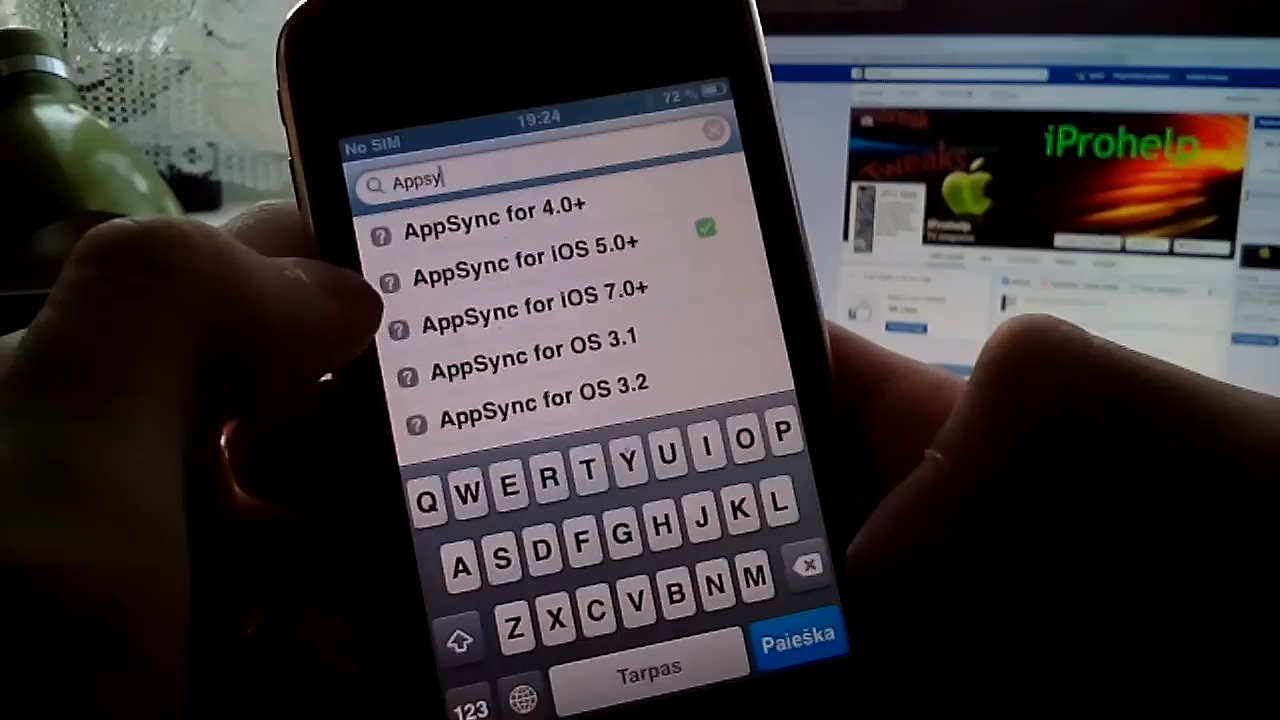 No SIM 19:24 72 %
Appsy
AppSync for 4.0+
AppSync for iOS 5.0+
AppSync for iOS 7.0+
AppSync for OS 3.1
AppSync for OS 3.2
Q W E R T Y U I O P
A S D F G H J K L
Z X C V B N M
123 Tarpas Paieška
Tweaks
iProhelp